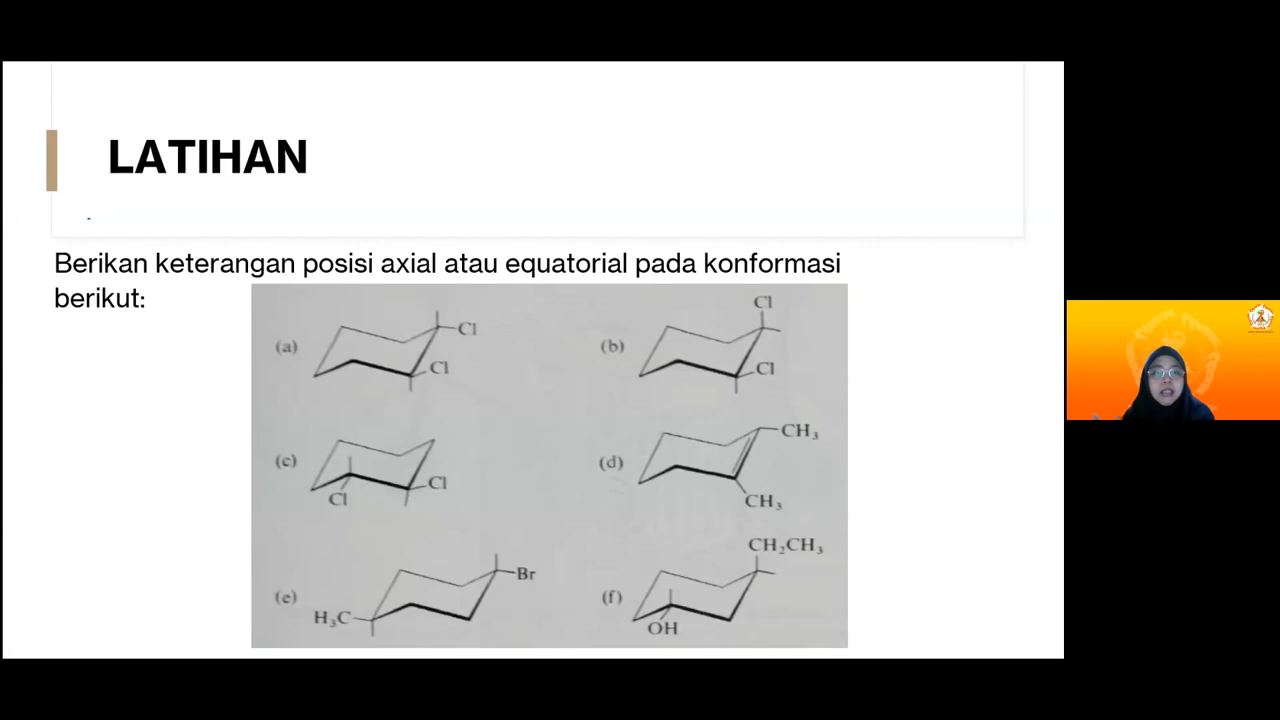 LATIHAN
Berikan keterangan posisi axial atau equatorial pada konformasi
berikut:
(a)
Cl
Cl
(b)
Cl
Cl
(c)
Cl
Cl
(d)
CH₃
CH₃
(e)
Br
H₃C
(f)
CH₂CH₃
OH